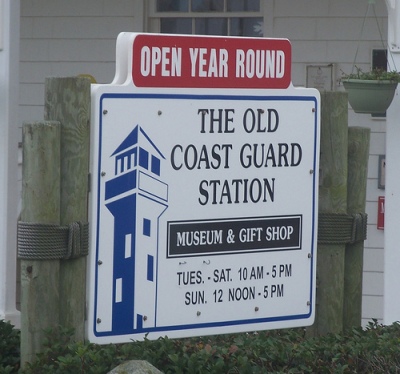 OPEN YEAR ROUND
THE OLD
COAST GUARD
STATION
MUSEUM & GIFT SHOP
TUES. - SAT. 10 AM - 5 PM
SUN. 12 NOON - 5 PM